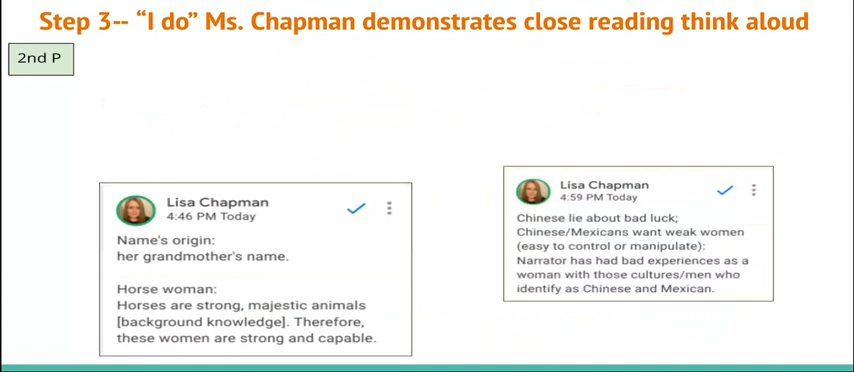 Step 3-- “I do” Ms. Chapman demonstrates close reading think aloud
2nd P
Lisa Chapman
4:46 PM Today
Name's origin:
her grandmother's name.
Horse woman:
Horses are strong, majestic animals
[background knowledge]. Therefore,
these women are strong and capable.
Lisa Chapman
4:59 PM Today
Chinese lie about bad luck;
Chinese/Mexicans want weak women
(easy to control or manipulate):
Narrator has had bad experiences as a
woman with those cultures/men who
identify as Chinese and Mexican.